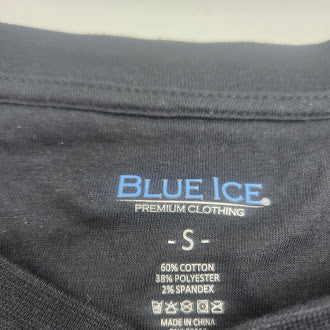 BLUE ICE®
PREMIUM CLOTHING
- S -
60% COTTON
38% POLYESTER
2% SPANDEX
MADE IN CHINA